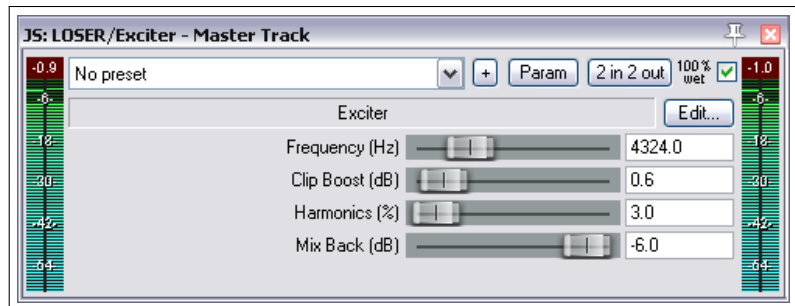 JS: LOSER/Exciter - Master Track
-0.9 No preset + Param 2 in 2 out 100% wet -1.0
-6- -6-
Exciter Edit...
-18- Frequency (Hz) 4324.0 -18-
-30- Clip Boost (dB) 0.6 -30-
-42- Harmonics (%) 3.0 -42-
Mix Back (dB) -6.0
-54- -54-